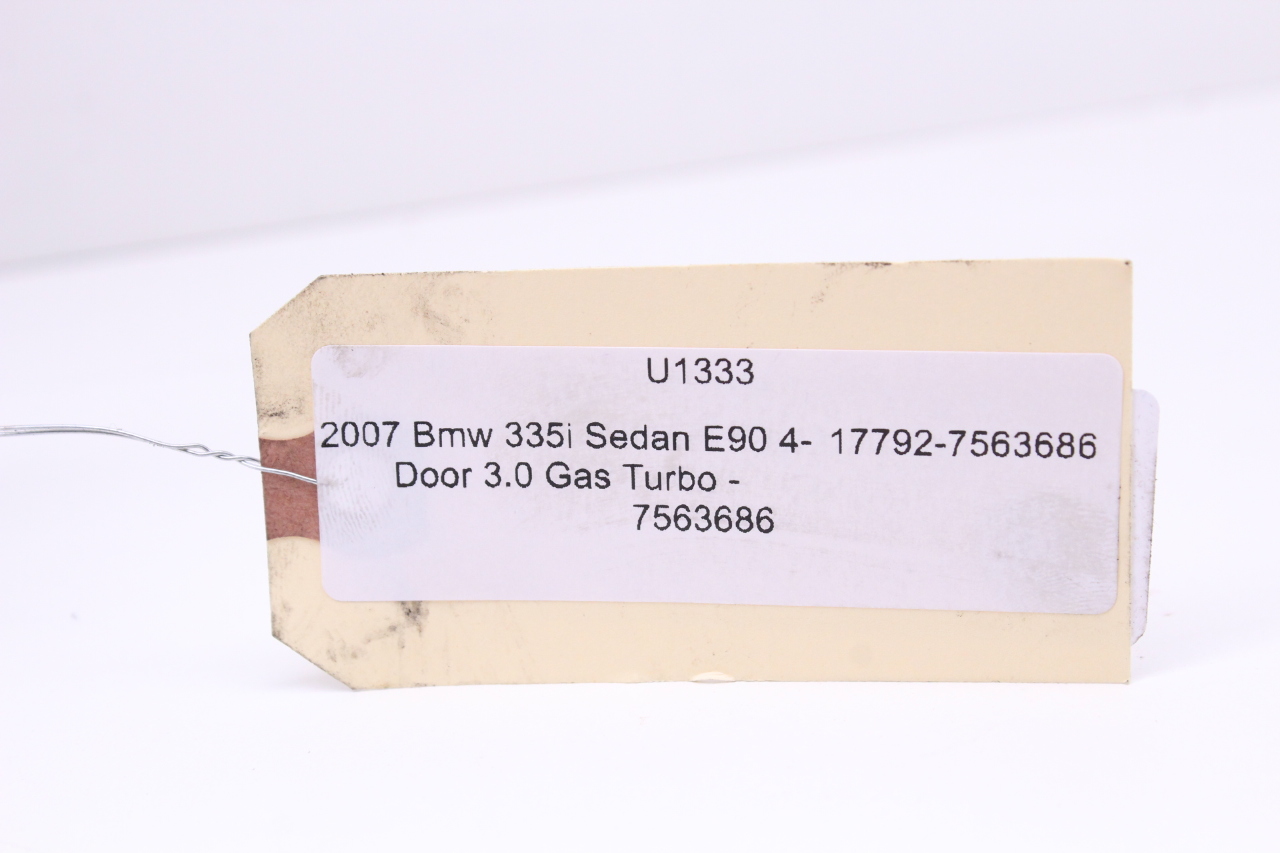 U1333
2007 Bmw 335i Sedan E90 4- 17792-7563686
Door 3.0 Gas Turbo -
7563686